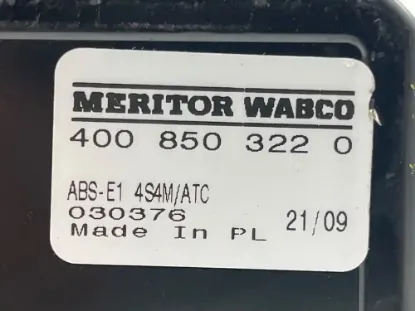 MERITOR WABCO
400 850 322 0
ABS-E1 4S4M/ATC
030376
Made In PL 21/09